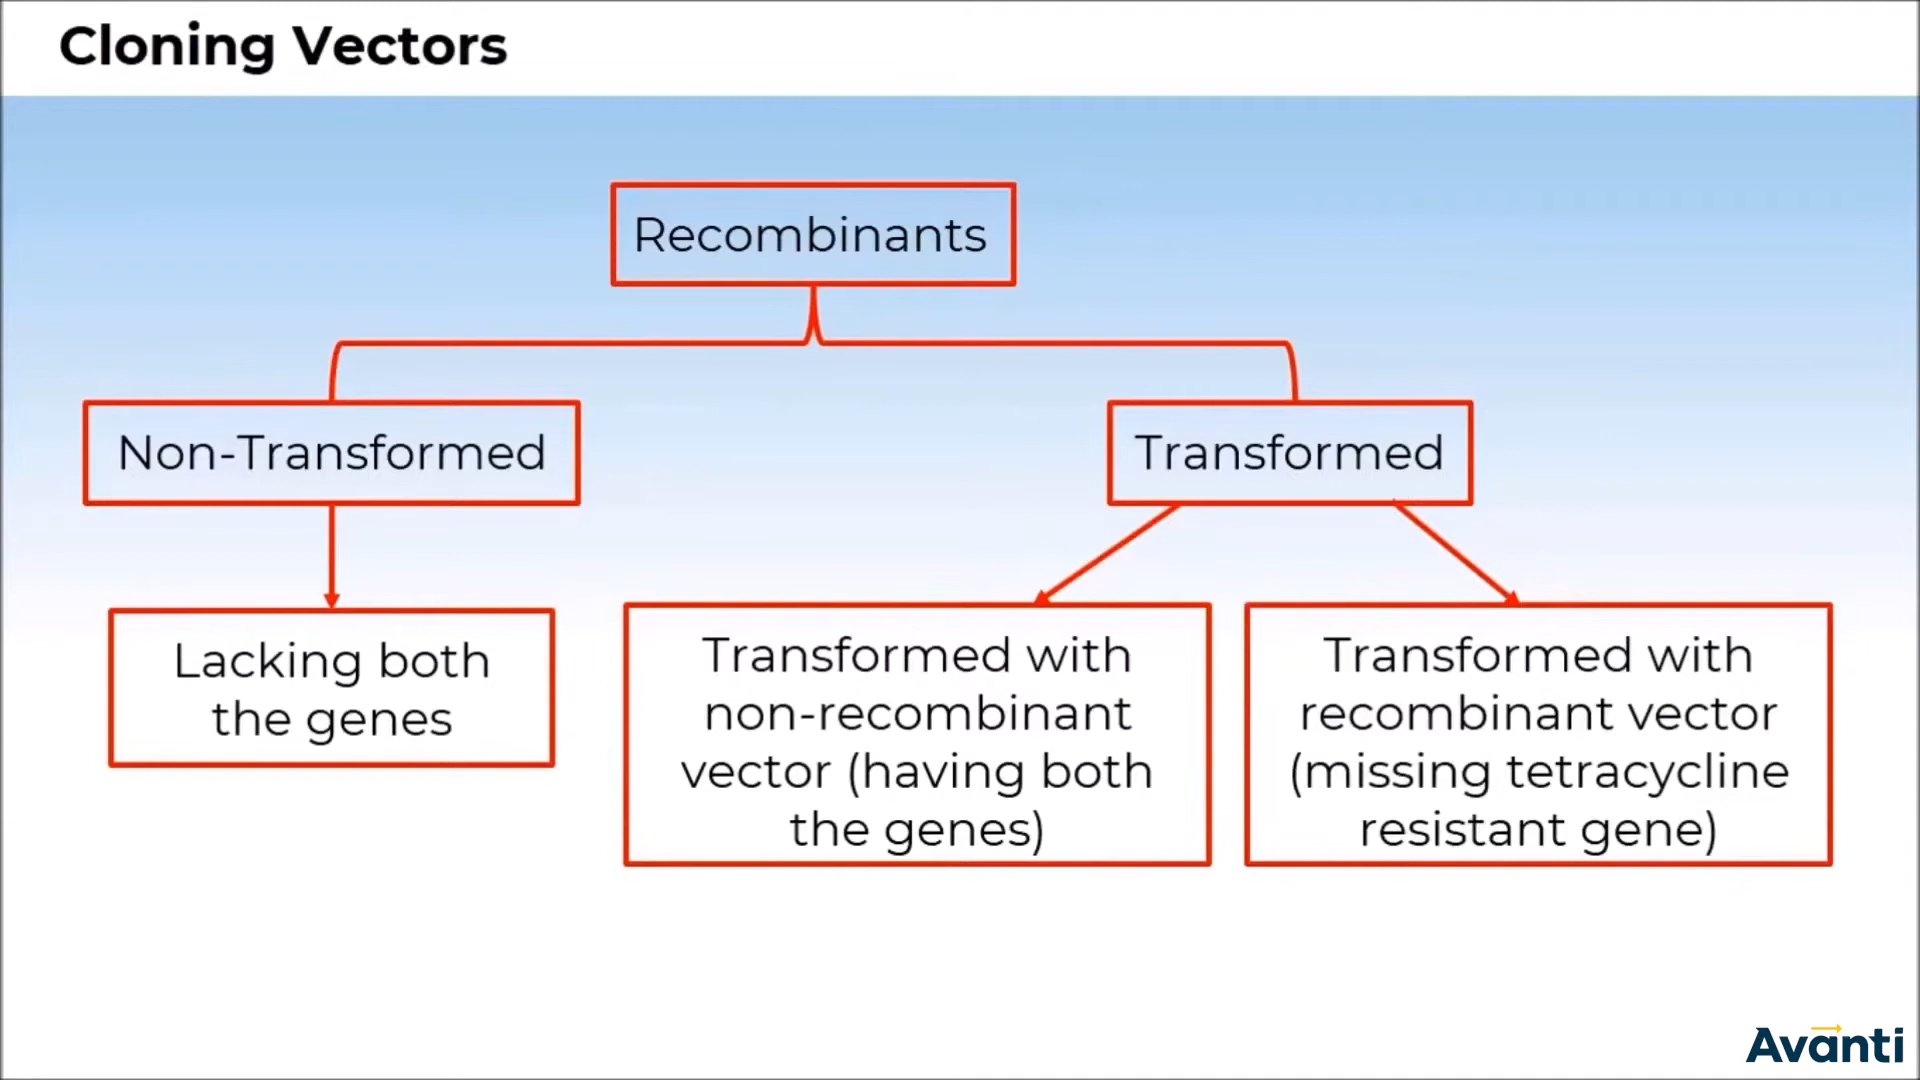 Cloning Vectors
Recombinants
Non-Transformed
Transformed
Lacking both
the genes
Transformed with
non-recombinant
vector (having both
the genes)
Transformed with
recombinant vector
(missing tetracycline
resistant gene)
Avanti